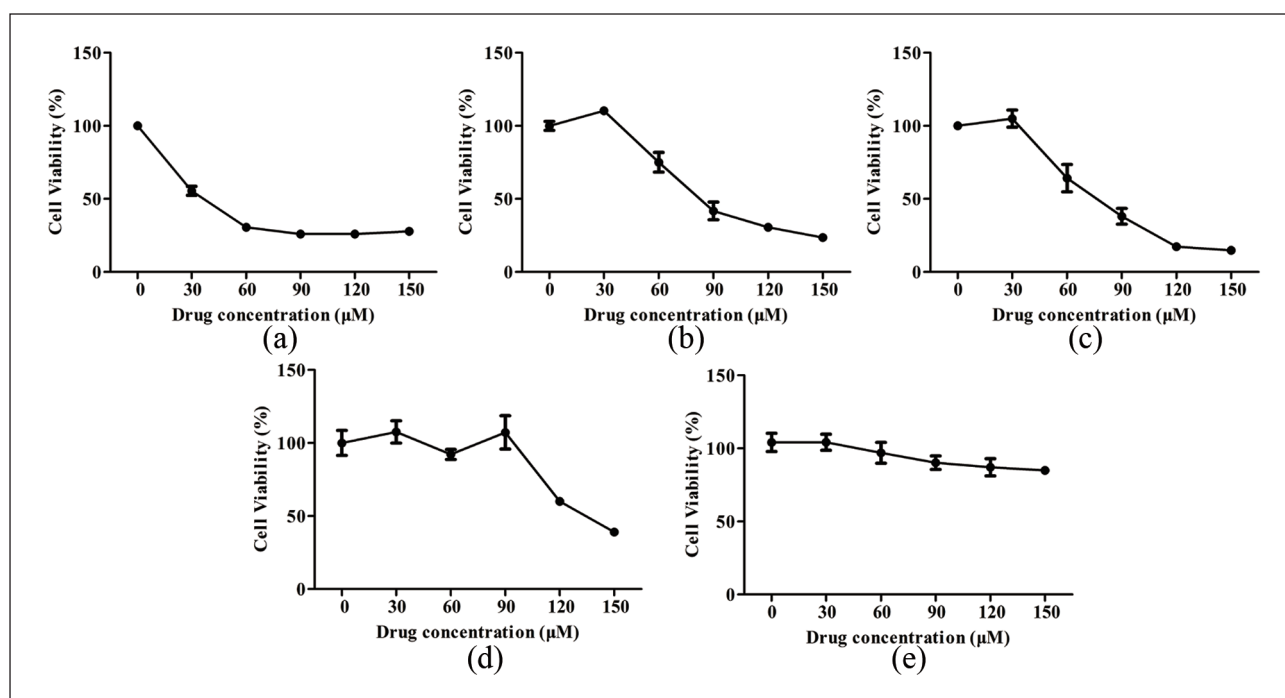 150
100
50
0
Cell Viability (%)
0 30 60 90 120 150
Drug concentration (μM)
(a)
150
100
50
0
Cell Viability (%)
0 30 60 90 120 150
Drug concentration (μM)
(b)
150
100
50
0
Cell Viability (%)
0 30 60 90 120 150
Drug concentration (μM)
(c)
150
100
50
0
Cell Viability (%)
0 30 60 90 120 150
Drug concentration (μM)
(d)
150
100
50
0
Cell Viability (%)
0 30 60 90 120 150
Drug concentration (μM)
(e)